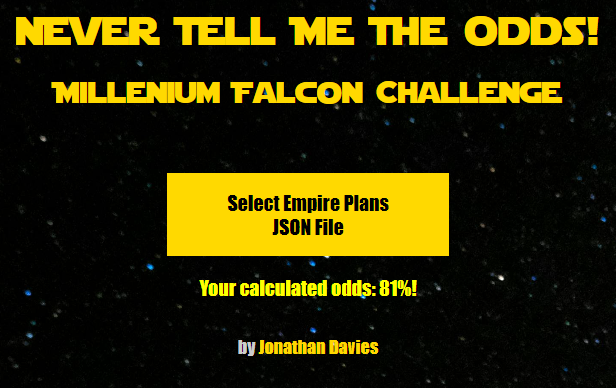 Never Tell Me The Odds!
Millenium Falcon Challenge
Select Empire Plans
JSON File
Your calculated odds: 81%!
by Jonathan Davies